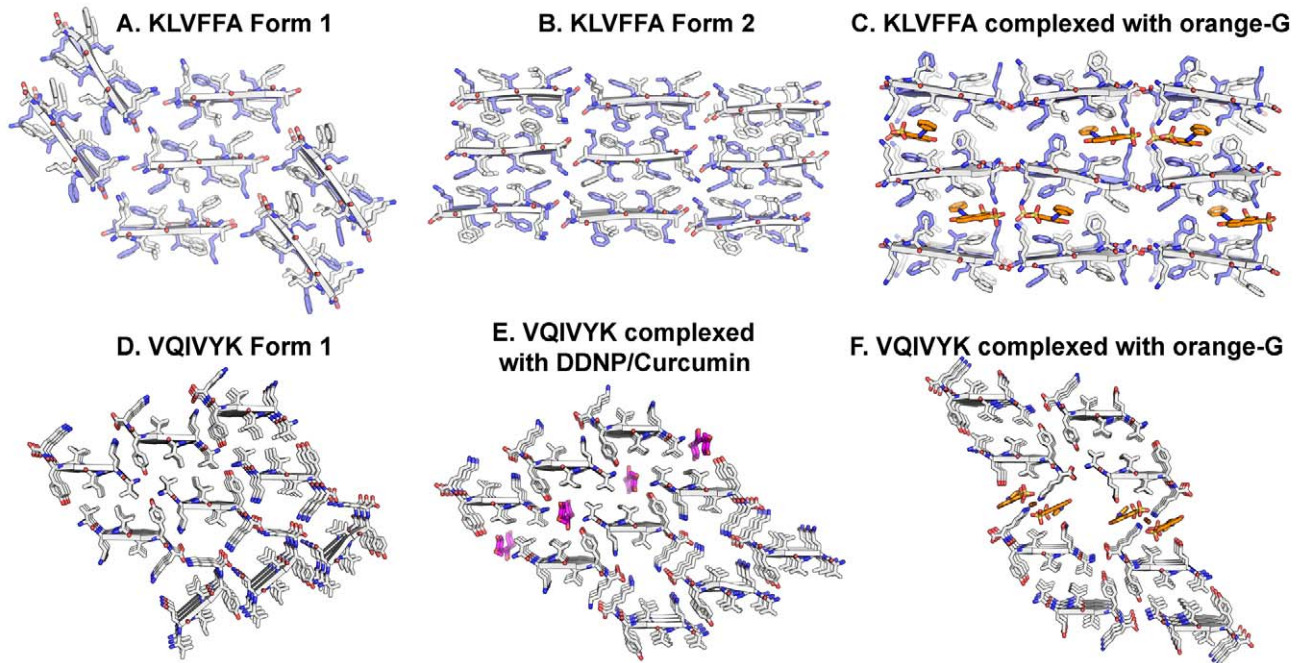 A. KLVFFA Form 1
B. KLVFFA Form 2
C. KLVFFA complexed with orange-G
D. VQIVYK Form 1
E. VQIVYK complexed
with DDNP/Curcumin
F. VQIVYK complexed with orange-G